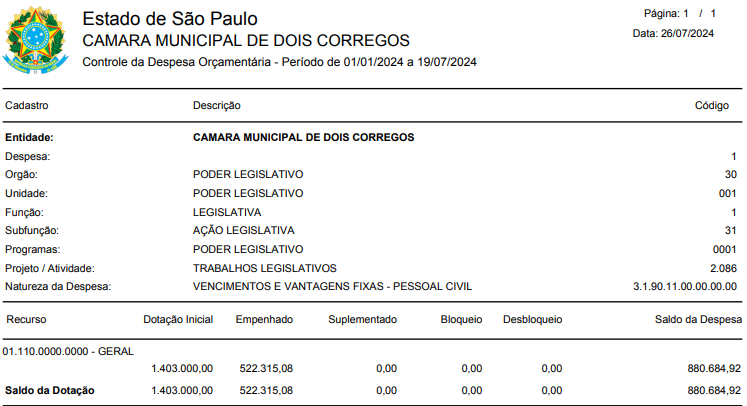 Estado de São Paulo
Página: 1 / 1
CAMARA MUNICIPAL DE DOIS CORREGOS
Data: 26/07/2024
Controle da Despesa Orçamentária - Período de 01/01/2024 a 19/07/2024
Cadastro Descrição Código
Entidade: CAMARA MUNICIPAL DE DOIS CORREGOS
Despesa: 1
Orgão: PODER LEGISLATIVO 30
Unidade: PODER LEGISLATIVO 001
Função: LEGISLATIVA 1
Subfunção: AÇÃO LEGISLATIVA 31
Programas: PODER LEGISLATIVO 0001
Projeto / Atividade: TRABALHOS LEGISLATIVOS 2.086
Natureza da Despesa: VENCIMENTOS E VANTAGENS FIXAS - PESSOAL CIVIL 3.1.90.11.00.00.00.00
Recurso Dotação Inicial Empenhado Suplementado Bloqueio Desbloqueio Saldo da Despesa
01.110.0000.0000 - GERAL
1.403.000,00 522.315,08 0,00 0,00 0,00 880.684,92
Saldo da Dotação 1.403.000,00 522.315,08 0,00 0,00 0,00 880.684,92